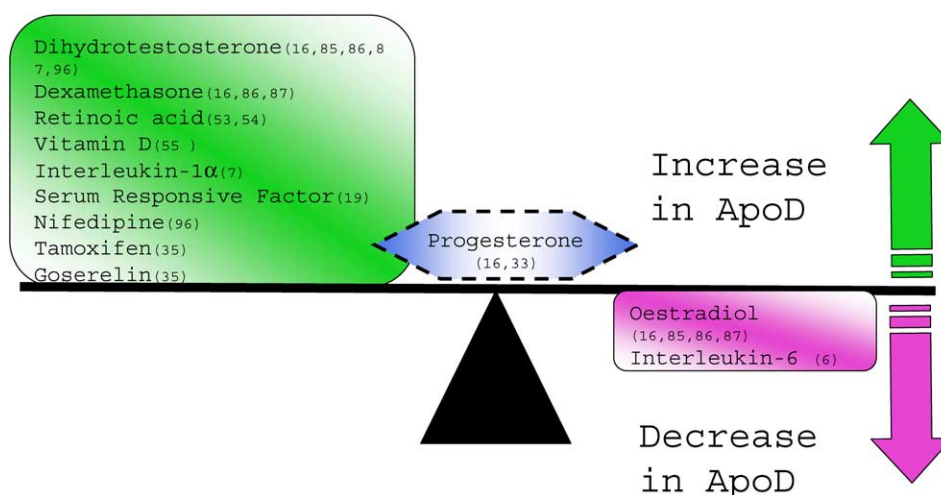 Dihydrotestosterone(16,85,86,8
7,96)
Dexamethasone(16,86,87)
Retinoic acid(53,54)
Vitamin D(55 )
Interleukin-1α(7)
Serum Responsive Factor(19)
Nifedipine(96)
Tamoxifen(35)
Goserelin(35)
Progesterone
(16,33)
Increase
in ApoD
Oestradiol
(16,85,86,87)
Interleukin-6 (6)
Decrease
in ApoD